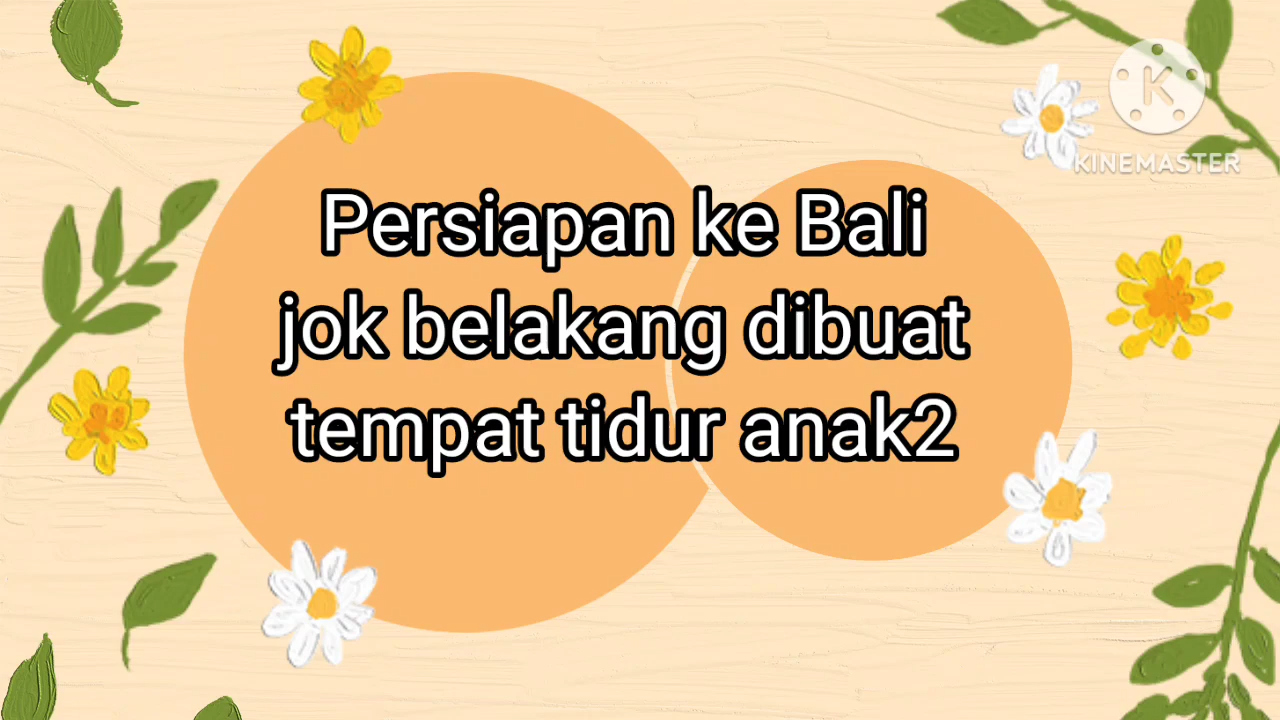 KINEMASTER
Persiapan ke Bali
jok belakang dibuat
tempat tidur anak2